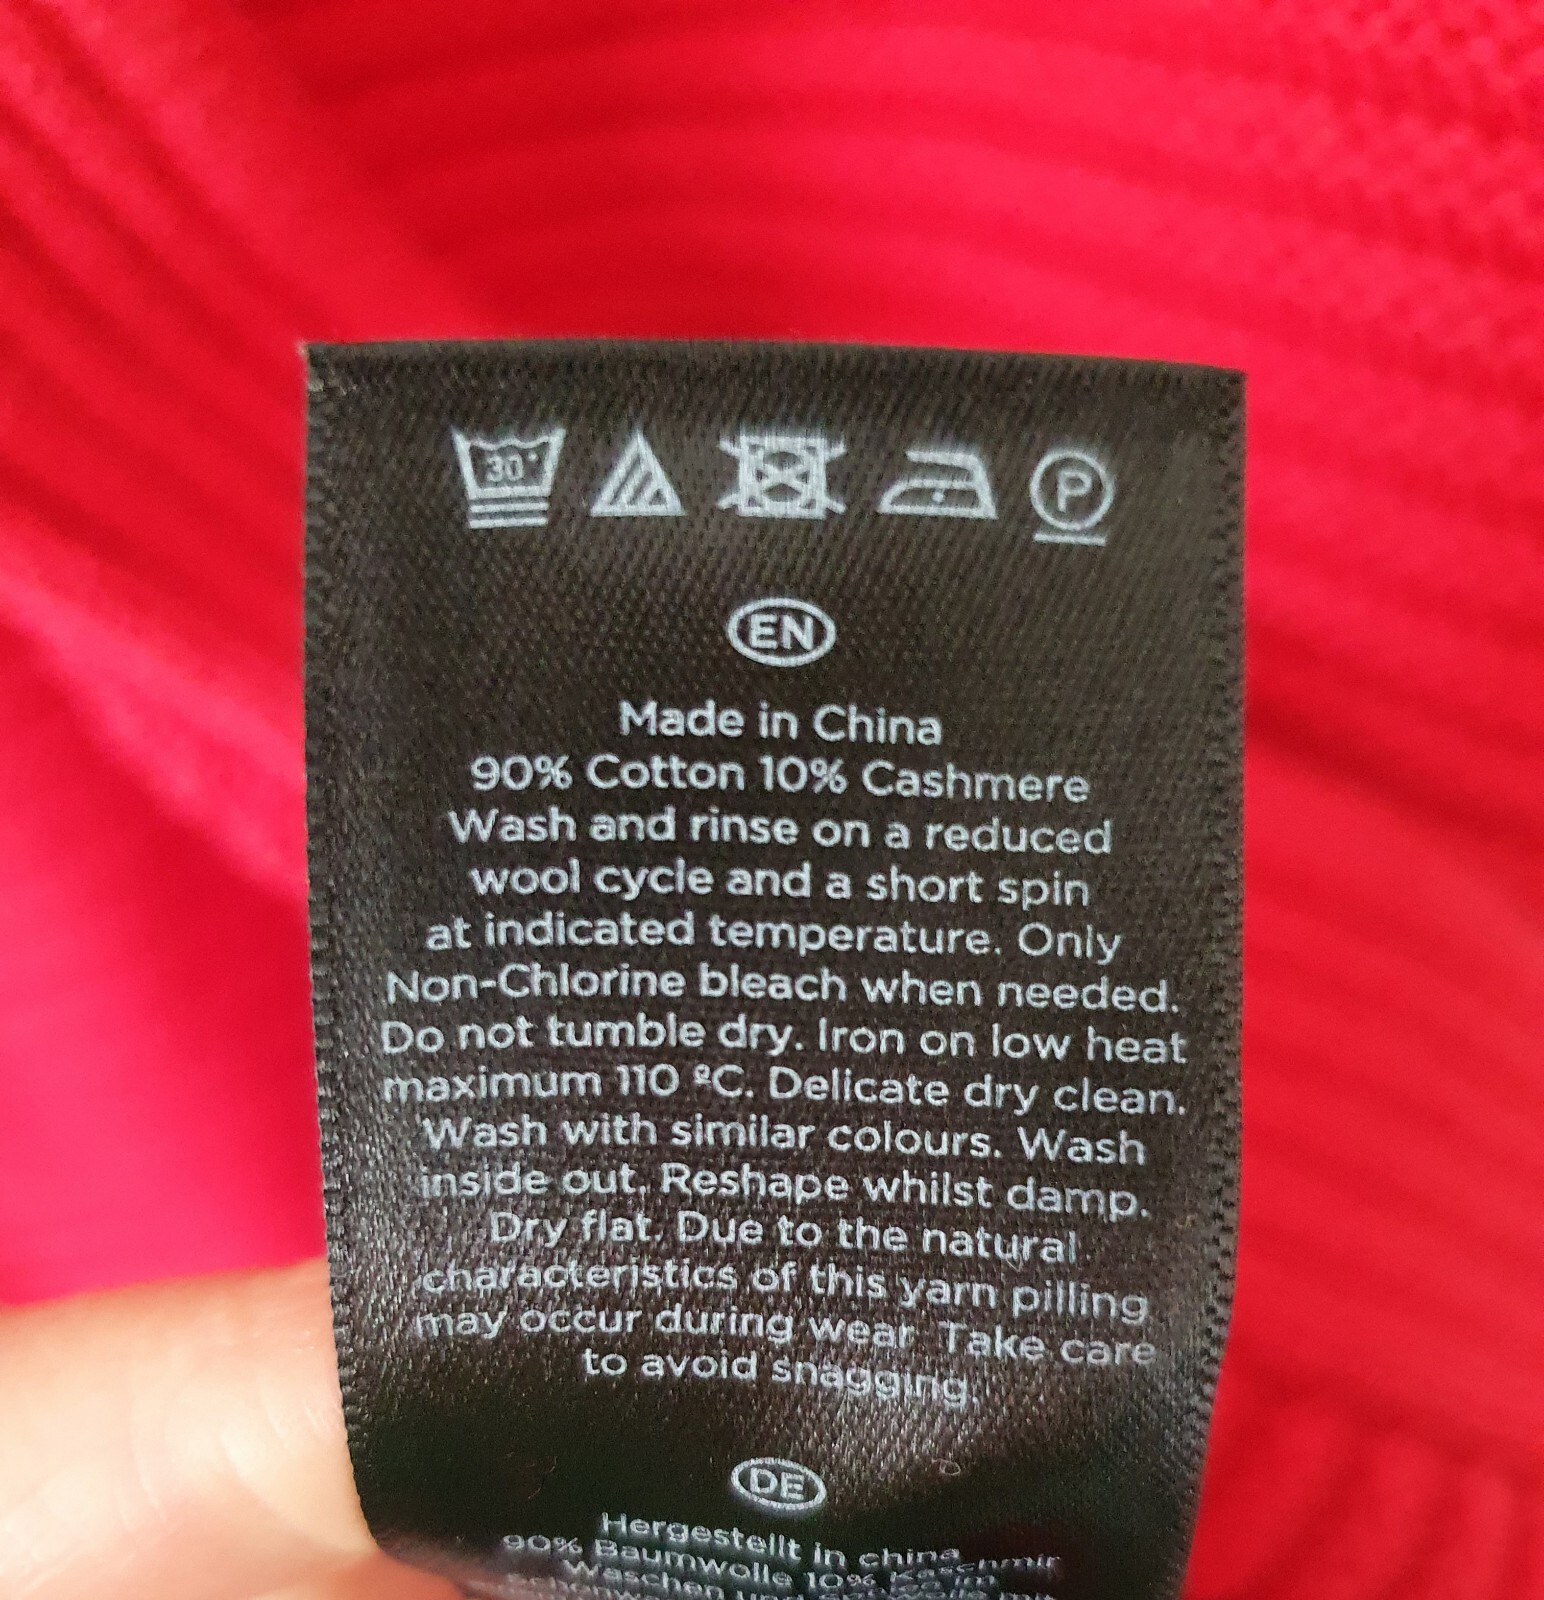 30°
P
EN
Made in China
90% Cotton 10% Cashmere
Wash and rinse on a reduced
wool cycle and a short spin
at indicated temperature. Only
Non-Chlorine bleach when needed.
Do not tumble dry. Iron on low heat
maximum 110 ºC. Delicate dry clean.
Wash with similar colours. Wash
inside out. Reshape whilst damp.
Dry flat. Due to the natural
characteristics of this yarn pilling
may occur during wear. Take care
to avoid snagging.
DE
Hergestellt in china
90% Baumwolle 10% Kaschmir
Waschen und